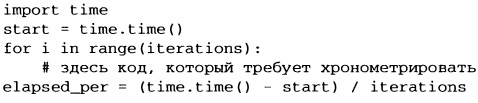 import time
start = time.time()
for i in range(iterations):
    # здесь код, который требует хронометрировать
elapsed_per = (time.time() - start) / iterations